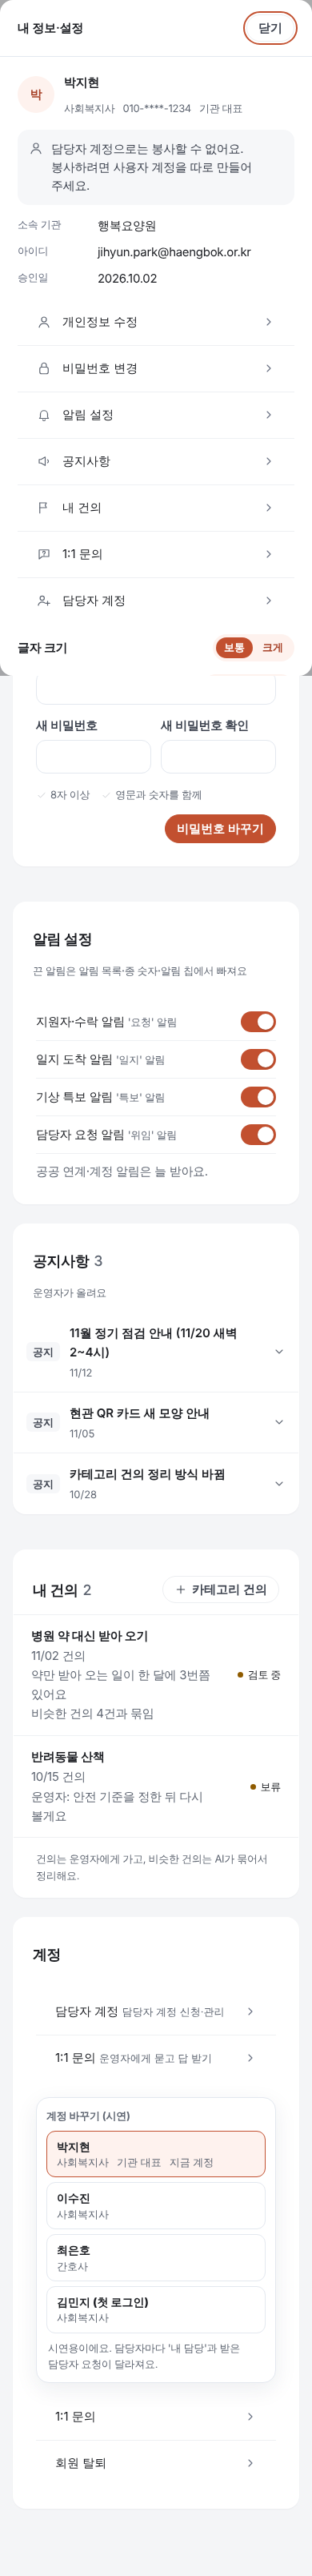 내 정보·설정
닫기
박
박지현
사회복지사 010-****-1234 기관 대표
담당자 계정으로는 봉사할 수 없어요.
봉사하려면 사용자 계정을 따로 만들어
주세요.
소속 기관 행복요양원
아이디 jihyun.park@haengbok.or.kr
승인일 2026.10.02
개인정보 수정
비밀번호 변경
알림 설정
공지사항
내 건의
1:1 문의
담당자 계정
글자 크기 보통 크게
새 비밀번호 새 비밀번호 확인
8자 이상 영문과 숫자를 함께
비밀번호 바꾸기
알림 설정
끈 알림은 알림 목록·종 숫자·알림 칩에서 빠져요
지원자·수락 알림 '요청' 알림
일지 도착 알림 '일지' 알림
기상 특보 알림 '특보' 알림
담당자 요청 알림 '위임' 알림
공공 연계·계정 알림은 늘 받아요.
공지사항 3
운영자가 올려요
공지
11월 정기 점검 안내 (11/20 새벽
2~4시)
11/12
공지
현관 QR 카드 새 모양 안내
11/05
공지
카테고리 건의 정리 방식 바뀜
10/28
내 건의 2
카테고리 건의
병원 약 대신 받아 오기
11/02 건의
약만 받아 오는 일이 한 달에 3번쯤
있어요
비슷한 건의 4건과 묶임
검토 중
반려동물 산책
10/15 건의
운영자: 안전 기준을 정한 뒤 다시
볼게요
보류
건의는 운영자에게 가고, 비슷한 건의는 AI가 묶어서
정리해요.
계정
담당자 계정 담당자 계정 신청·관리
1:1 문의 운영자에게 묻고 답 받기
계정 바꾸기 (시연)
박지현
사회복지사 기관 대표 지금 계정
이수진
사회복지사
최은호
간호사
김민지 (첫 로그인)
사회복지사
시연용이에요. 담당자마다 '내 담당'과 받은
담당자 요청이 달라져요.
1:1 문의
회원 탈퇴